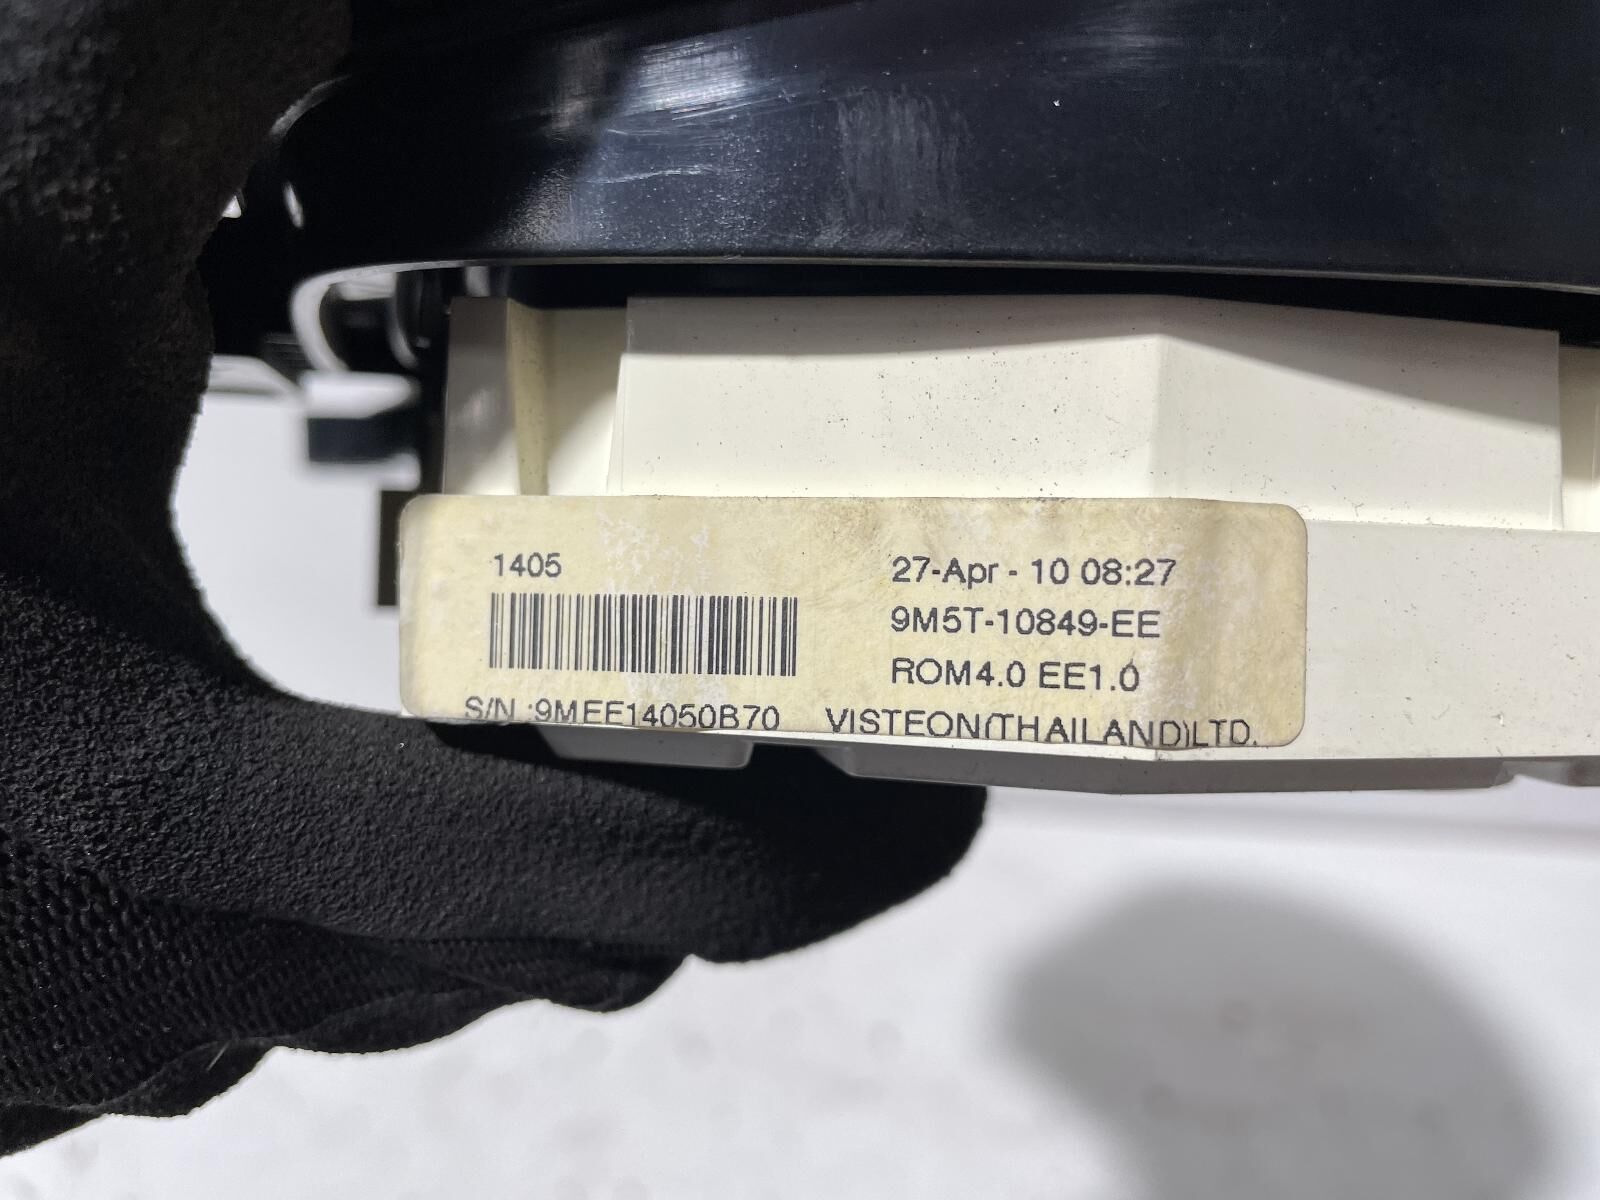 1405
27-Apr - 10 08:27
9M5T-10849-EE
ROM4.0 EE1.0
S/N :9MEE14050B70 VISTEON(THAILAND)LTD.